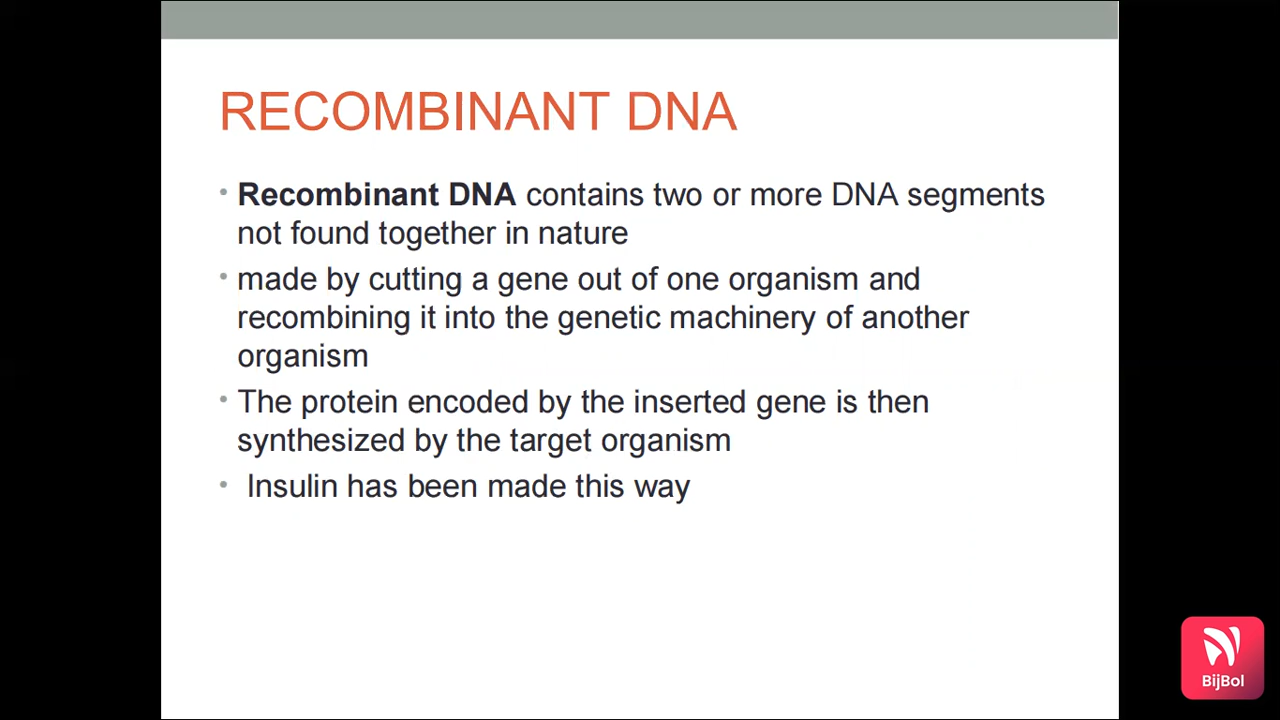 RECOMBINANT DNA
• Recombinant DNA contains two or more DNA segments
not found together in nature
• made by cutting a gene out of one organism and
recombining it into the genetic machinery of another
organism
• The protein encoded by the inserted gene is then
synthesized by the target organism
• Insulin has been made this way
BijBol